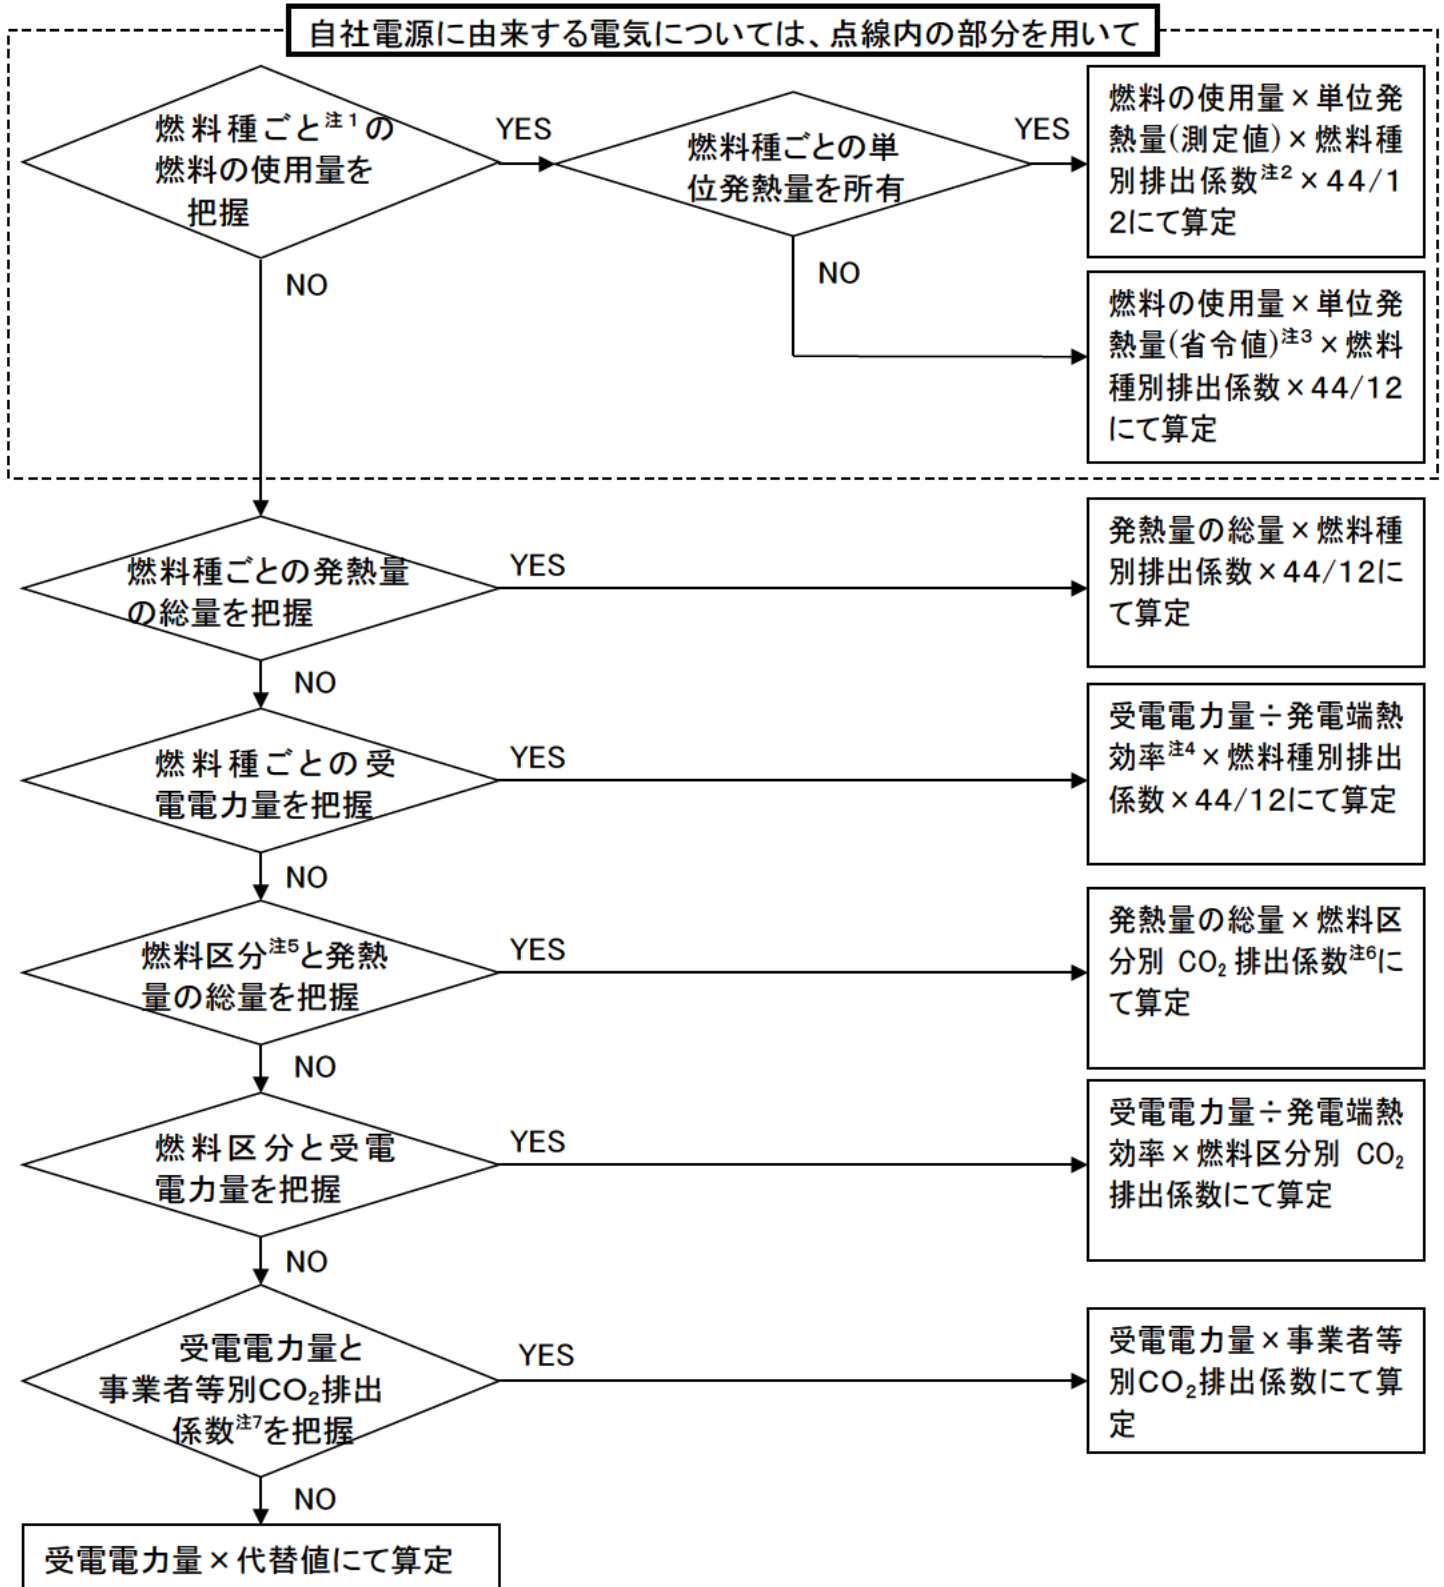 自社電源に由来する電気については、点線内の部分を用いて
燃料種ごと注1の
燃料の使用量を
把握
YES
燃料種ごとの単
位発熱量を所有
YES
燃料の使用量×単位発
熱量(測定値)×燃料種
別排出係数注2×44/1
2にて算定
NO
NO
燃料の使用量×単位発
熱量(省令値)注3×燃料
種別排出係数×44/12
にて算定
燃料種ごとの発熱量
の総量を把握
YES
発熱量の総量×燃料種
別排出係数×44/12に
て算定
NO
燃料種ごとの受
電電力量を把握
YES
受電電力量÷発電端熱
効率注4×燃料種別排出
係数×44/12にて算定
NO
燃料区分注5と発熱
量の総量を把握
YES
発熱量の総量×燃料区
分別 CO₂排出係数注6に
て算定
NO
燃料区分と受電
電力量を把握
YES
受電電力量÷発電端熱
効率×燃料区分別 CO₂
排出係数にて算定
NO
受電電力量と
事業者等別CO₂排出
係数注7を把握
YES
受電電力量×事業者等
別CO₂排出係数にて算
定
NO
受電電力量×代替値にて算定